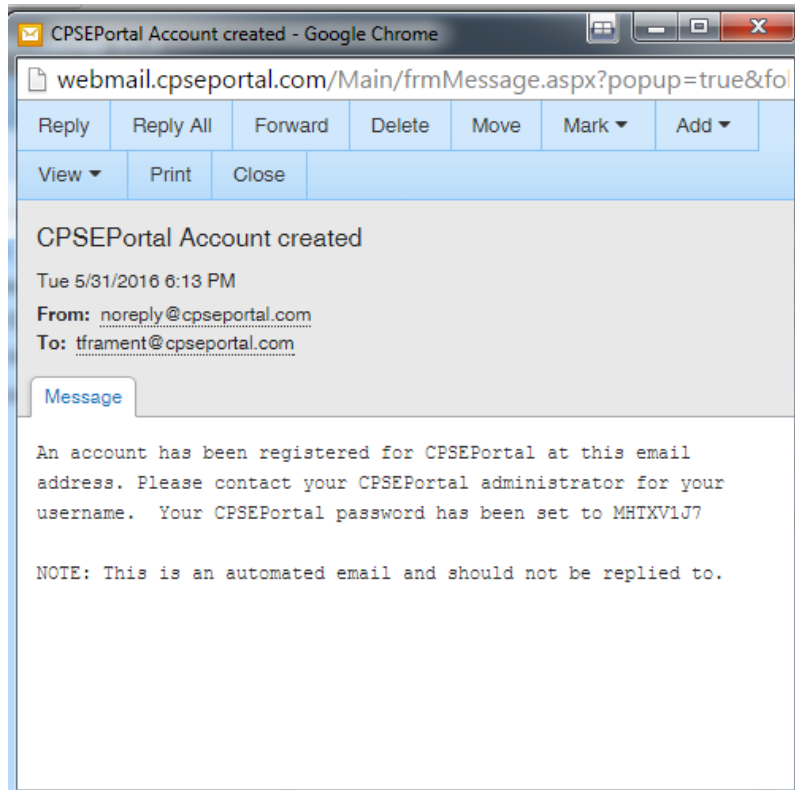 CPSEPortal Account created - Google Chrome
webmail.cpseportal.com/Main/frmMessage.aspx?popup=true&fol
Reply Reply All Forward Delete Move Mark Add
View Print Close
CPSEPortal Account created
Tue 5/31/2016 6:13 PM
From: noreply@cpseportal.com
To: tframent@cpseportal.com
Message
An account has been registered for CPSEPortal at this email
address. Please contact your CPSEPortal administrator for your
username.  Your CPSEPortal password has been set to MHTXV1J7
NOTE: This is an automated email and should not be replied to.